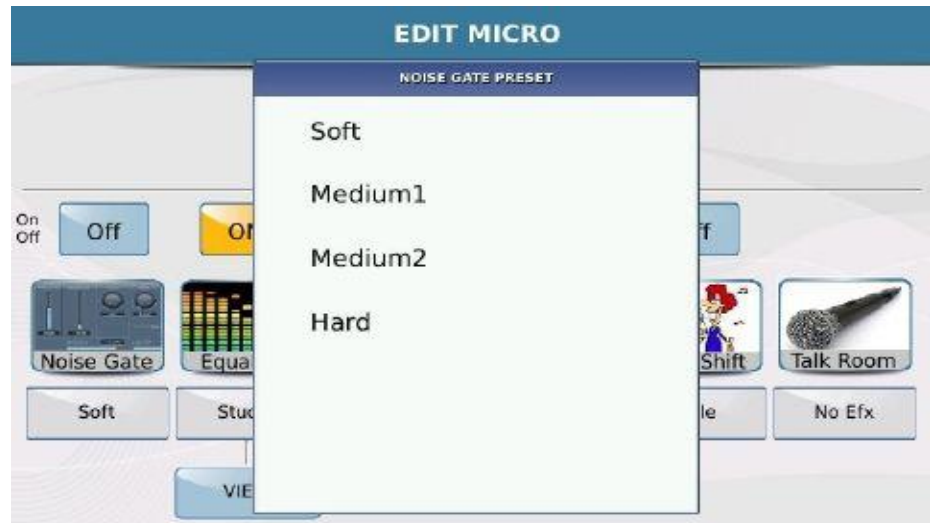 EDIT MICRO
NOISE GATE PRESET
Soft
Medium1
Medium2
Hard
On
Off
Off
Noise Gate
Shift
Talk Room
Soft
No Efx